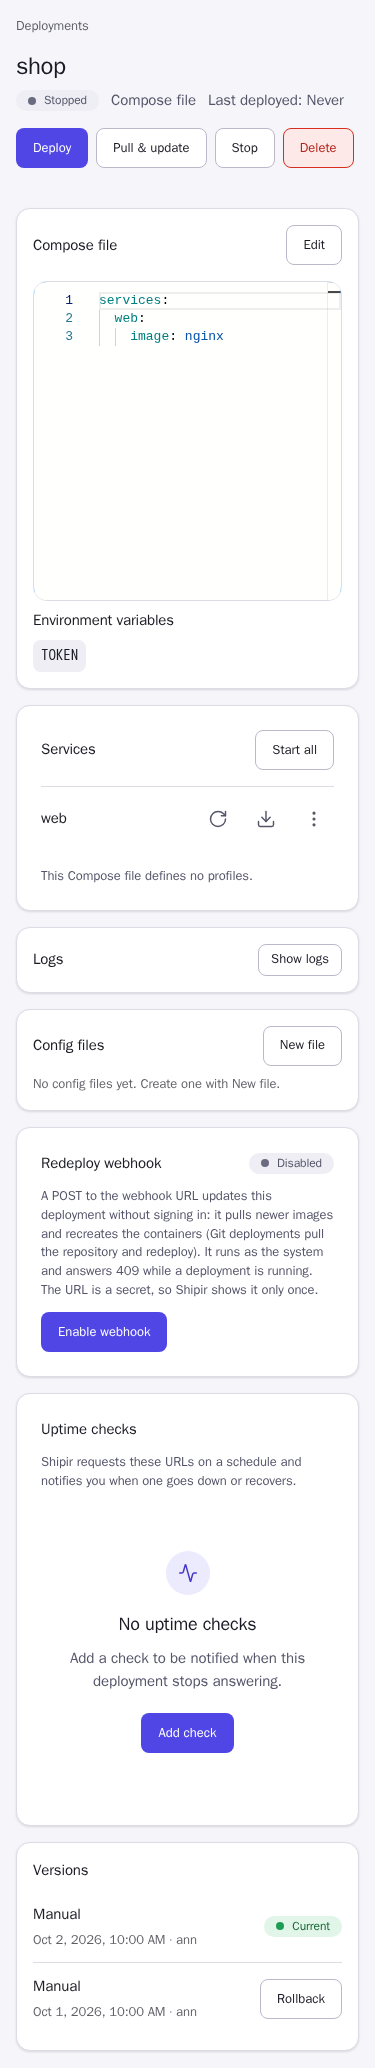 Deployments
shop
Stopped Compose file Last deployed: Never
Deploy Pull & update Stop Delete
Compose file Edit
1 services:
2 web:
3 image: nginx
Environment variables
TOKEN
Services Start all
web
This Compose file defines no profiles.
Logs Show logs
Config files New file
No config files yet. Create one with New file.
Redeploy webhook Disabled
A POST to the webhook URL updates this
deployment without signing in: it pulls newer images
and recreates the containers (Git deployments pull
the repository and redeploy). It runs as the system
and answers 409 while a deployment is running.
The URL is a secret, so Shipir shows it only once.
Enable webhook
Uptime checks
Shipir requests these URLs on a schedule and
notifies you when one goes down or recovers.
No uptime checks
Add a check to be notified when this
deployment stops answering.
Add check
Versions
Manual
Oct 2, 2026, 10:00 AM · ann
Current
Manual
Oct 1, 2026, 10:00 AM · ann
Rollback